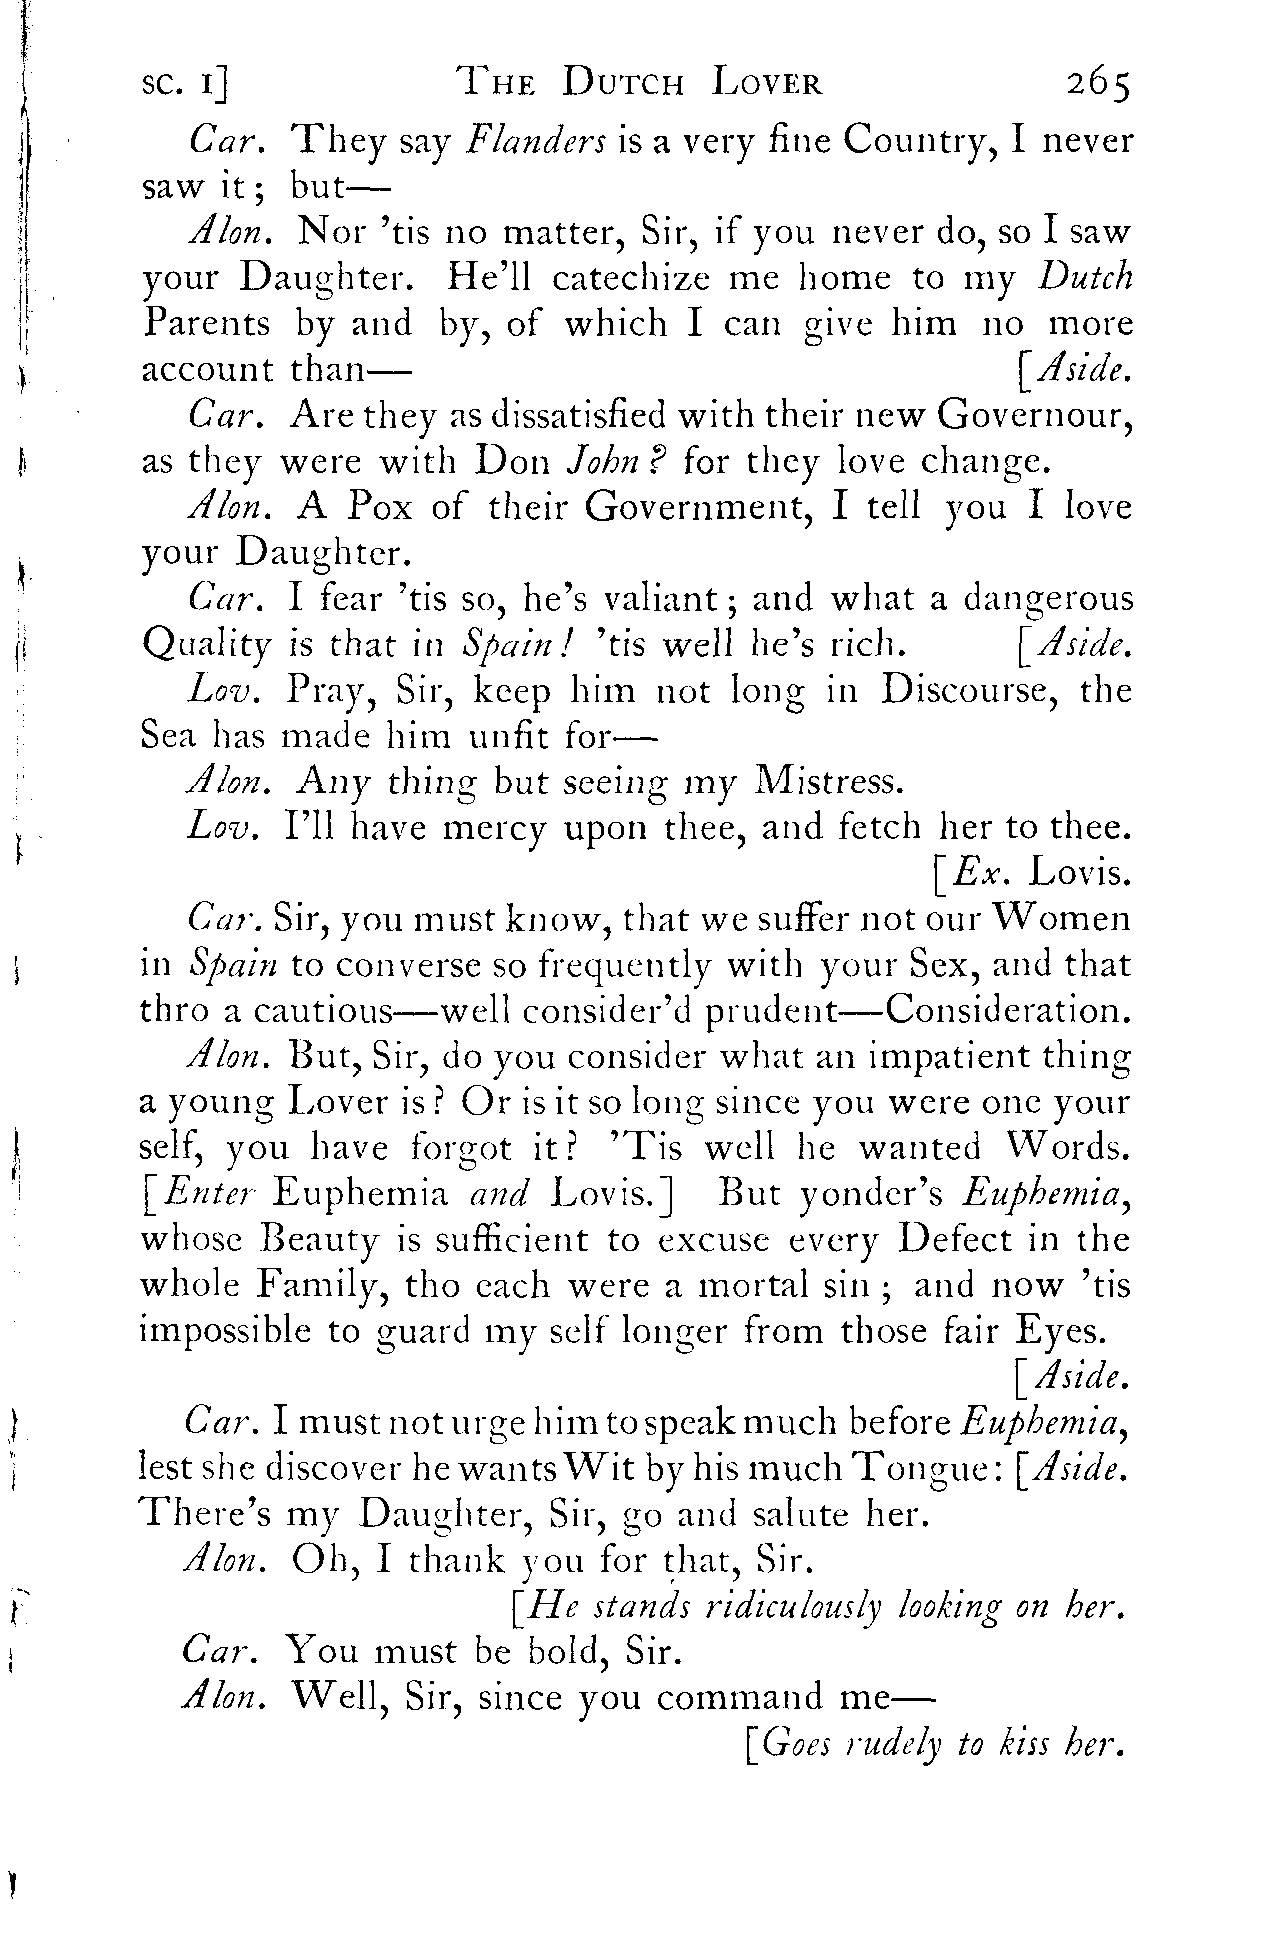 SC. I] THE DUTCH LOVER 265
Car. They say Flanders is a very fine Country, I never
saw it; but—
Alon. Nor 'tis no matter, Sir, if you never do, so I saw
your Daughter. He'll catechize me home to my Dutch
Parents by and by, of which I can give him no more
account than— [Aside.
Car. Are they as dissatisfied with their new Governour,
as they were with Don John? for they love change.
Alon. A Pox of their Government, I tell you I love
your Daughter.
Car. I fear 'tis so, he's valiant; and what a dangerous
Quality is that in Spain! 'tis well he's rich. [Aside.
Lov. Pray, Sir, keep him not long in Discourse, the
Sea has made him unfit for—
Alon. Any thing but seeing my Mistress.
Lov. I'll have mercy upon thee, and fetch her to thee.
[Ex. Lovis.
Car. Sir, you must know, that we suffer not our Women
in Spain to converse so frequently with your Sex, and that
thro a cautious—well consider'd prudent—Consideration.
Alon. But, Sir, do you consider what an impatient thing
a young Lover is? Or is it so long since you were one your
self, you have forgot it? 'Tis well he wanted Words.
[Enter Euphemia and Lovis.] But yonder's Euphemia,
whose Beauty is sufficient to excuse every Defect in the
whole Family, tho each were a mortal sin; and now 'tis
impossible to guard my self longer from those fair Eyes.
[Aside.
Car. I must not urge him to speak much before Euphemia,
lest she discover he wants Wit by his much Tongue: [Aside.
There's my Daughter, Sir, go and salute her.
Alon. Oh, I thank you for that, Sir.
[He stands ridiculously looking on her.
Car. You must be bold, Sir.
Alon. Well, Sir, since you command me—
[Goes rudely to kiss her.